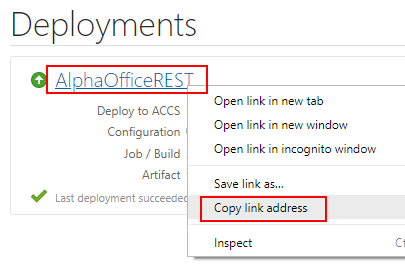 Deployments
AlphaOfficeREST
Deploy to ACCS
Configuration
Job / Build
Artifact
Last deployment succeeded
Open link in new tab
Open link in new window
Open link in incognito window
Save link as...
Copy link address
Inspect